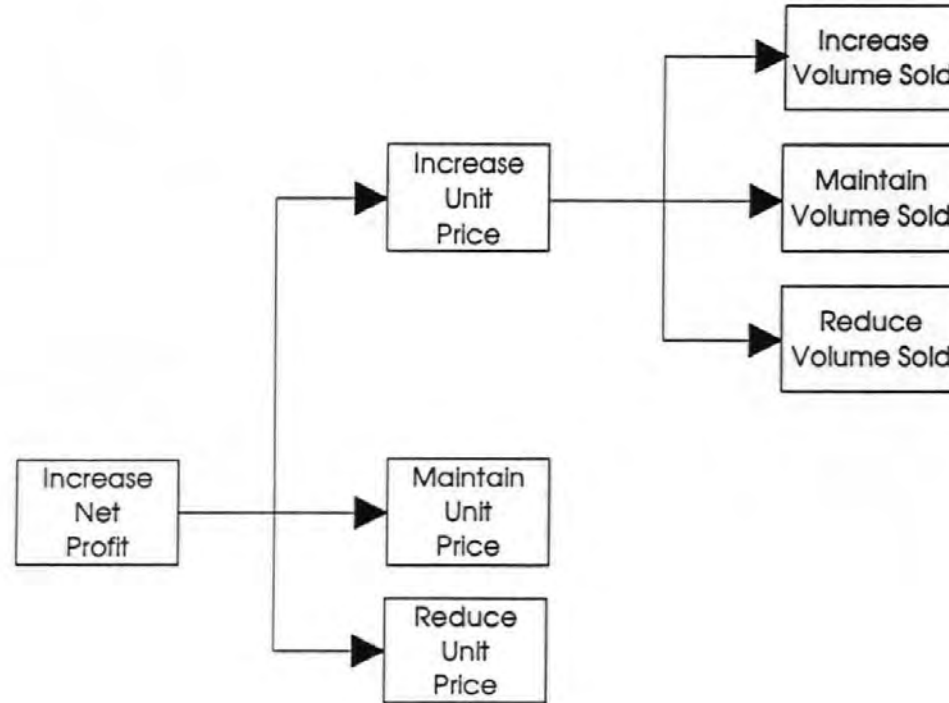 Increase
Volume Sold
Increase
Unit
Price
Maintain
Volume Sold
Reduce
Volume Sold
Increase
Net
Profit
Maintain
Unit
Price
Reduce
Unit
Price